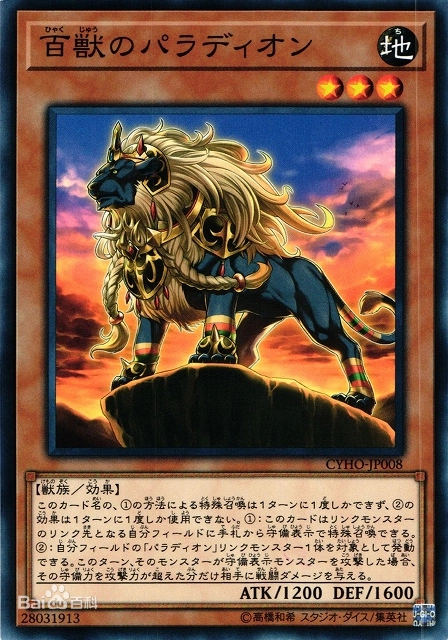 百獣のパラディオン
地
CYHO-JP008
【獣族/効果】
このカード名の、①の方法による特殊召喚は1ターンに1度しかできず、②の
効果は1ターンに1度しか使用できない。①:このカードはリンクモンスター
のリンク先となる自分フィールドに手札から守備表示で特殊召喚できる。
②:自分フィールドの「パラディオン」リンクモンスター1体を対象として発動
できる。このターン、そのモンスターが守備表示モンスターを攻撃した場合、
その守備力を攻撃力が超えた分だけ相手に戦闘ダメージを与える。
ATK/1200 DEF/1600
28031913
©高橋和希 スタジオ・ダイス/集英社
Bai 百科